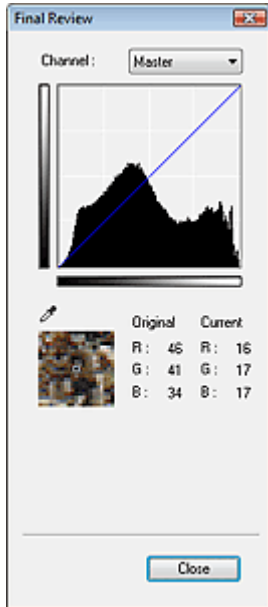 Final Review
Channel : Master
Original Current
R : 46 R : 16
G : 41 G : 17
B : 34 B : 17
Close